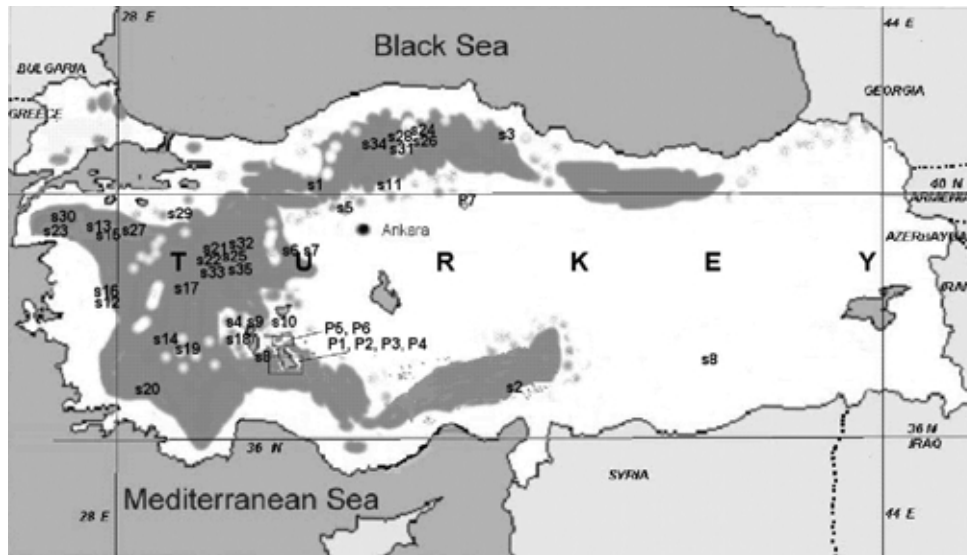 28 E
44 E
Black Sea
BULGARIA
GEORGIA
GREECE
s24
s28
s3
s34
s26
s31
s1
s11
40 N
ARMENIA
s5
P7
s30
s29
s13
s23
s15
s27
Ankara
AZERBAYCAN
s32
s21
s6
s7
s25
s22
T U R K E Y
s35
s33
IRAN
s17
s16
s12
s4
s9
s10
P5, P6
s14
s18
P1, P2, P3, P4
s19
s8
s8
s20
s2
36 N
36 N
IRAQ
SYRIA
Mediterranean Sea
28 E
44 E